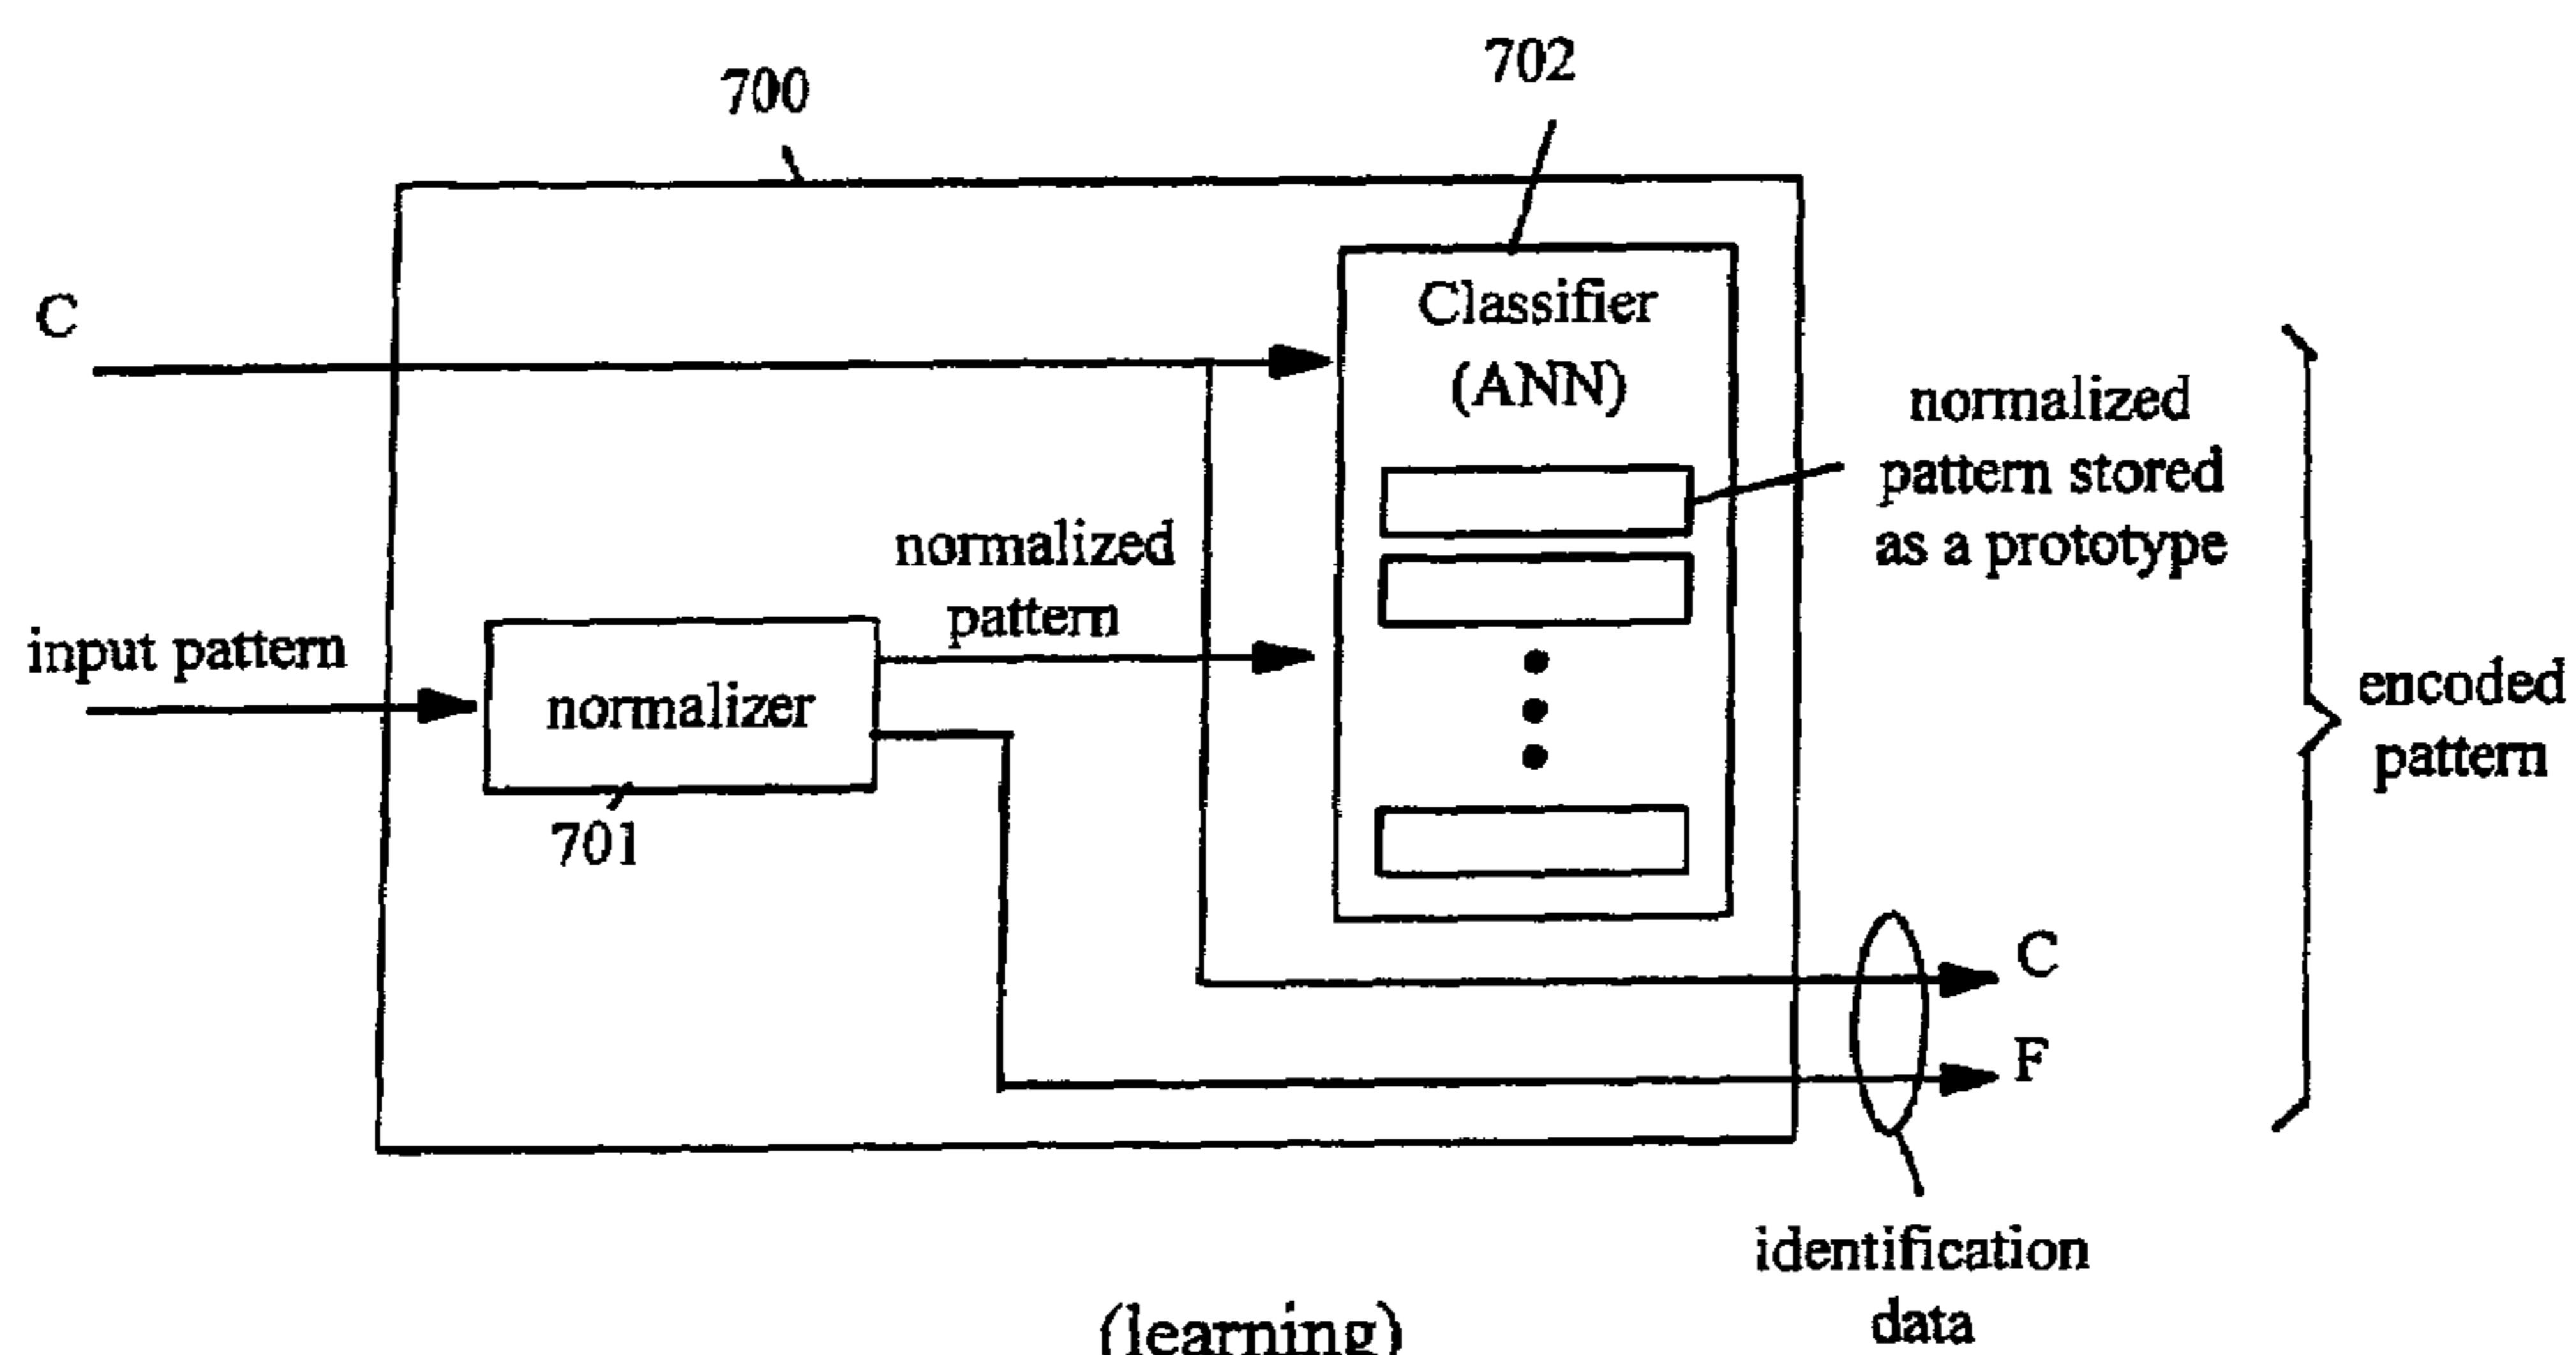 700
702
C
Classifier
(ANN)
normalized
pattern stored
as a prototype
normalized
pattern
input pattern
normalizer
701
encoded
pattern
C
F
identification
data
(learning)